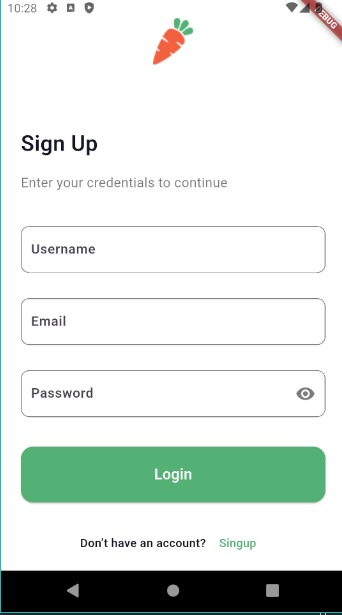 10:28
DEBUG
Sign Up
Enter your credentials to continue
Username
Email
Password
Login
Don't have an account? Singup